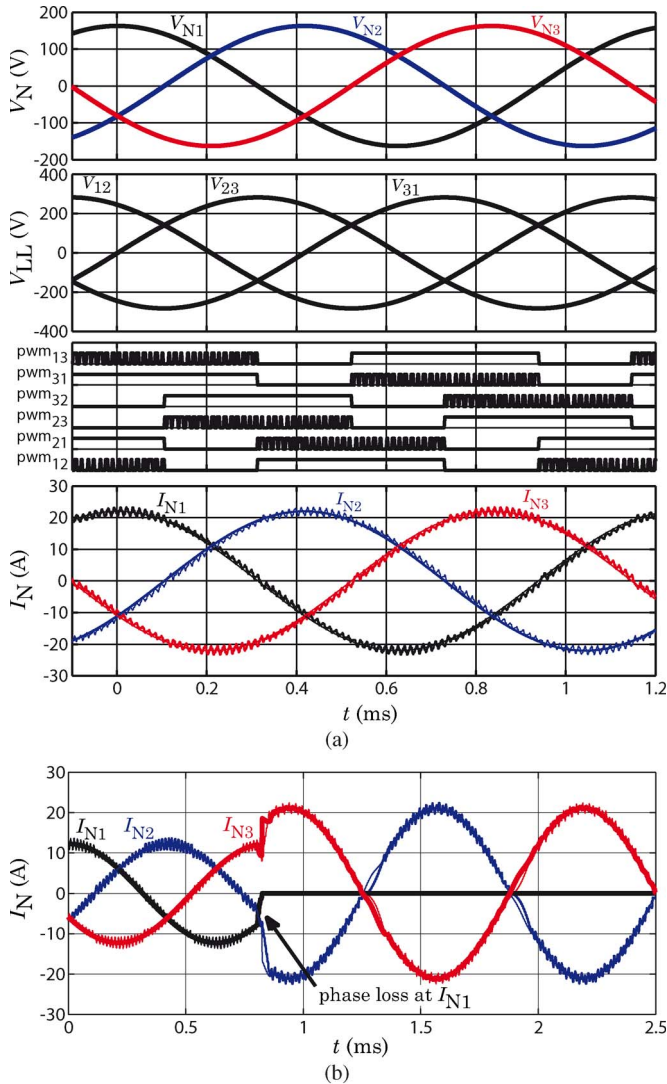 200
100
0
-100
200
V_N (V)
V_N1
V_N2
V_N3
400
200
0
-200
-400
V_LL (V)
V_12
V_23
V_31
pwm_13
pwm_31
pwm_32
pwm_23
pwm_21
pwm_12
30
20
10
0
-10
-20
-30
I_N (A)
I_N1
I_N2
I_N3
0
0.2
0.4
0.6
0.8
1
1.2
t (ms)
(a)
30
20
10
0
-10
-20
-30
I_N (A)
I_N1
I_N2
I_N3
phase loss at I_N1
0
0.5
1
1.5
2
2.5
t (ms)
(b)